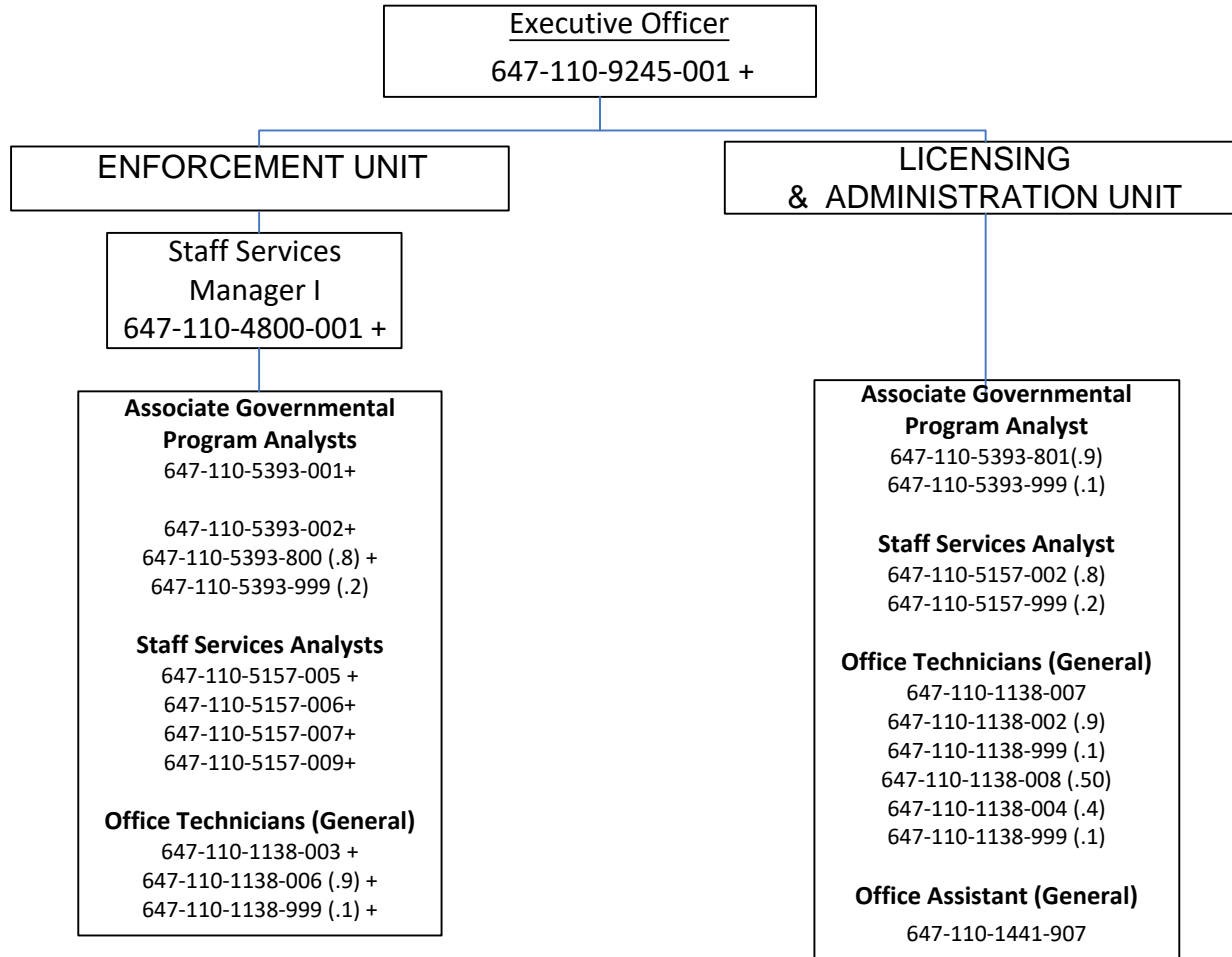 Executive Officer
647-110-9245-001 +
ENFORCEMENT UNIT
Staff Services
Manager I
647-110-4800-001 +
Associate Governmental
Program Analysts
647-110-5393-001+
647-110-5393-002+
647-110-5393-800 (.8) +
647-110-5393-999 (.2)
Staff Services Analysts
647-110-5157-005 +
647-110-5157-006+
647-110-5157-007+
647-110-5157-009+
Office Technicians (General)
647-110-1138-003 +
647-110-1138-006 (.9) +
647-110-1138-999 (.1) +
LICENSING
& ADMINISTRATION UNIT
Associate Governmental
Program Analyst
647-110-5393-801(.9)
647-110-5393-999 (.1)
Staff Services Analyst
647-110-5157-002 (.8)
647-110-5157-999 (.2)
Office Technicians (General)
647-110-1138-007
647-110-1138-002 (.9)
647-110-1138-999 (.1)
647-110-1138-008 (.50)
647-110-1138-004 (.4)
647-110-1138-999 (.1)
Office Assistant (General)
647-110-1441-907